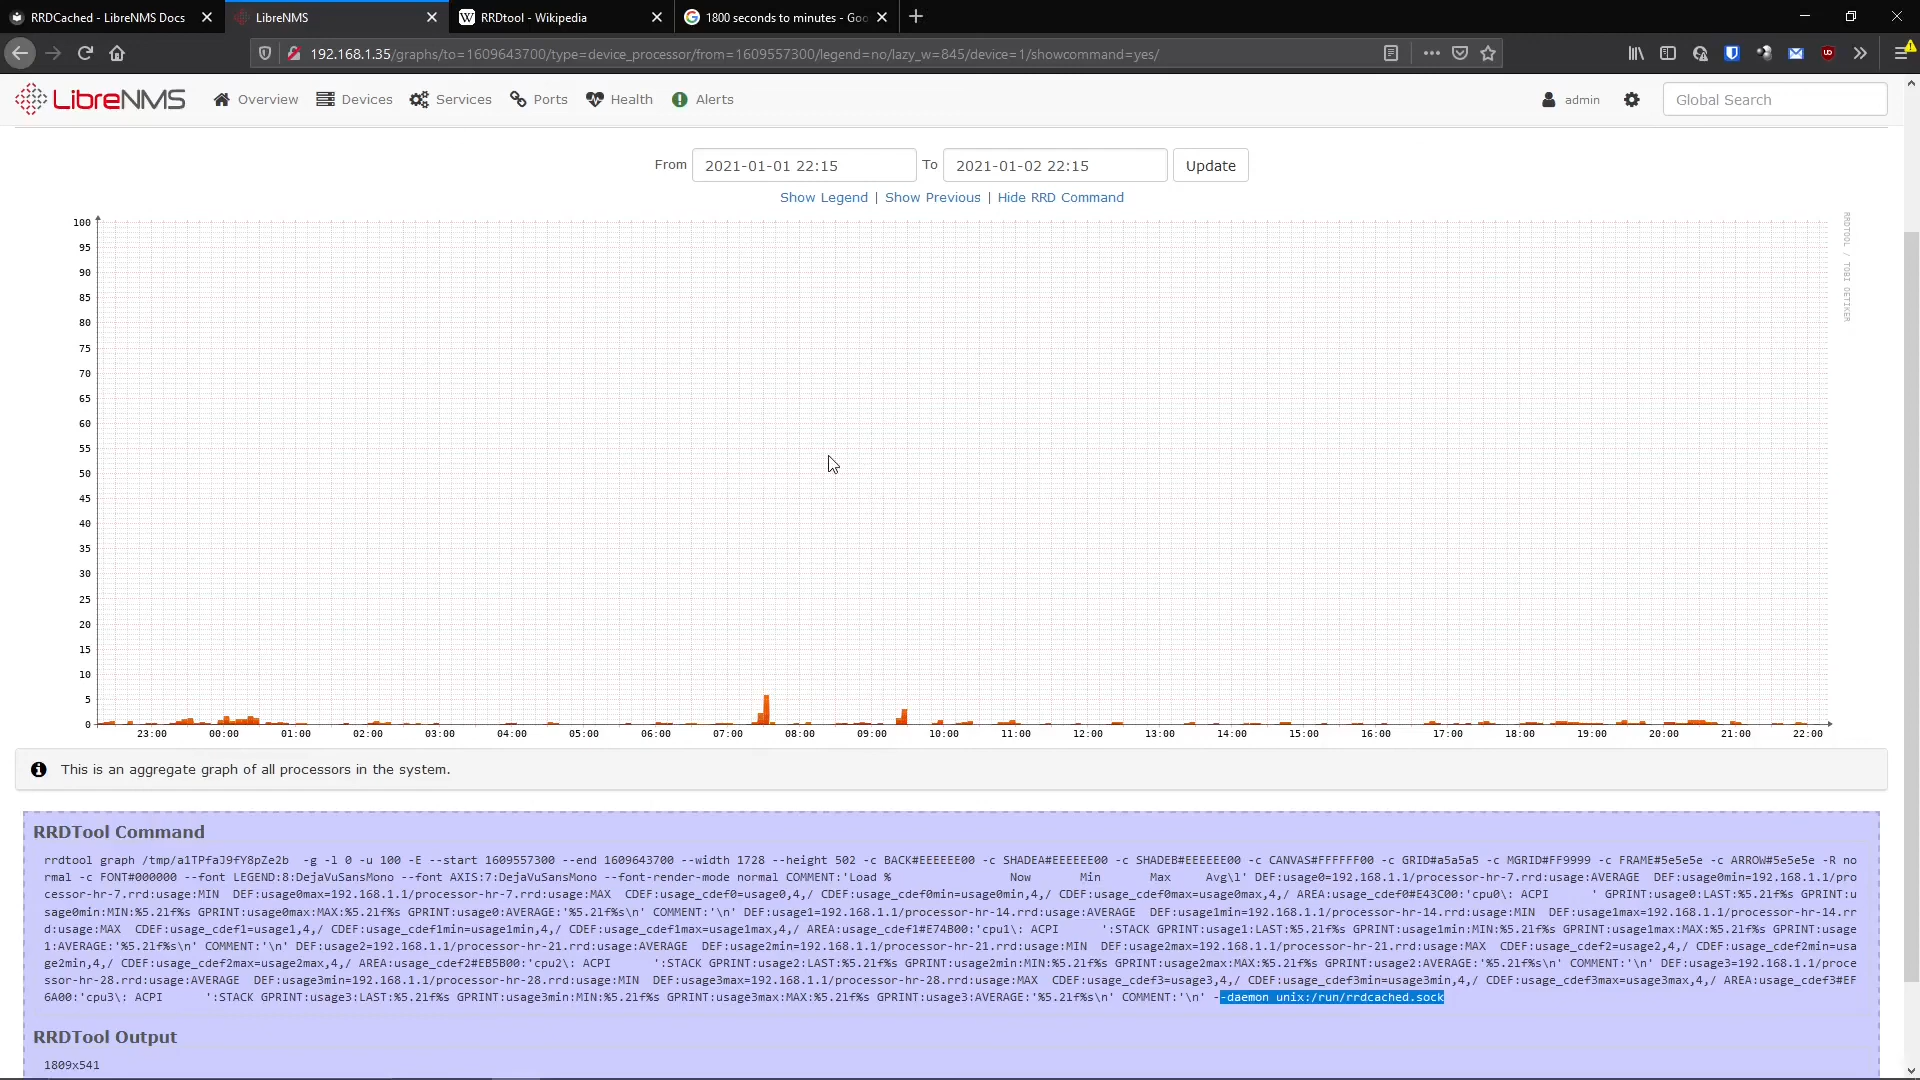 RRDCached - LibreNMS Docs
LibreNMS
RRDtool - Wikipedia
1800 seconds to minutes - Goo
192.168.1.35/graphs/to=1609643700/type=device_processor/from=1609557300/legend=no/lazy_w=845/device=1/showcommand=yes/
LibreNMS
Overview
Devices
Services
Ports
Health
Alerts
admin
Global Search
From 2021-01-01 22:15 To 2021-01-02 22:15 Update
Show Legend | Show Previous | Hide RRD Command
RRDTOOL / TOBI OETIKER
100
95
90
85
80
75
70
65
60
55
50
45
40
35
30
25
20
15
10
5
0
23:00 00:00 01:00 02:00 03:00 04:00 05:00 06:00 07:00 08:00 09:00 10:00 11:00 12:00 13:00 14:00 15:00 16:00 17:00 18:00 19:00 20:00 21:00 22:00
This is an aggregate graph of all processors in the system.
RRDTool Command
rrdtool graph /tmp/a1TPfaJ9fY8pZe2b  -g -l 0 -u 100 -E --start 1609557300 --end 1609643700 --width 1728 --height 502 -c BACK#EEEEEE00 -c SHADEA#EEEEEE00 -c SHADEB#EEEEEE00 -c CANVAS#FFFFFF00 -c GRID#a5a5a5 -c MGRID#FF9999 -c FRAME#5e5e5e -c ARROW#5e5e5e -R no
rmal -c FONT#000000 --font LEGEND:8:DejaVuSansMono --font AXIS:7:DejaVuSansMono --font-render-mode normal COMMENT:'Load %                 Now       Min       Max     Avg\l' DEF:usage0=192.168.1.1/processor-hr-7.rrd:usage:AVERAGE  DEF:usage0min=192.168.1.1/pro
cessor-hr-7.rrd:usage:MIN  DEF:usage0max=192.168.1.1/processor-hr-7.rrd:usage:MAX  CDEF:usage_cdef0=usage0,4,/ CDEF:usage_cdef0min=usage0min,4,/ CDEF:usage_cdef0max=usage0max,4,/ AREA:usage_cdef0#E43C00:'cpu0\: ACPI      ' GPRINT:usage0:LAST:%5.2lf%s GPRINT:u
sage0min:MIN:%5.2lf%s GPRINT:usage0max:MAX:%5.2lf%s GPRINT:usage0:AVERAGE:'%5.2lf%s\n' COMMENT:'\n' DEF:usage1=192.168.1.1/processor-hr-14.rrd:usage:AVERAGE  DEF:usage1min=192.168.1.1/processor-hr-14.rrd:usage:MIN  DEF:usage1max=192.168.1.1/processor-hr-14.rr
d:usage:MAX  CDEF:usage_cdef1=usage1,4,/ CDEF:usage_cdef1min=usage1min,4,/ CDEF:usage_cdef1max=usage1max,4,/ AREA:usage_cdef1#E74B00:'cpu1\: ACPI      ':STACK GPRINT:usage1:LAST:%5.2lf%s GPRINT:usage1min:MIN:%5.2lf%s GPRINT:usage1max:MAX:%5.2lf%s GPRINT:usage
1:AVERAGE:'%5.2lf%s\n' COMMENT:'\n' DEF:usage2=192.168.1.1/processor-hr-21.rrd:usage:AVERAGE  DEF:usage2min=192.168.1.1/processor-hr-21.rrd:usage:MIN  DEF:usage2max=192.168.1.1/processor-hr-21.rrd:usage:MAX  CDEF:usage_cdef2=usage2,4,/ CDEF:usage_cdef2min=usa
ge2min,4,/ CDEF:usage_cdef2max=usage2max,4,/ AREA:usage_cdef2#EB5B00:'cpu2\: ACPI      ':STACK GPRINT:usage2:LAST:%5.2lf%s GPRINT:usage2min:MIN:%5.2lf%s GPRINT:usage2max:MAX:%5.2lf%s GPRINT:usage2:AVERAGE:'%5.2lf%s\n' COMMENT:'\n' DEF:usage3=192.168.1.1/proce
ssor-hr-28.rrd:usage:AVERAGE  DEF:usage3min=192.168.1.1/processor-hr-28.rrd:usage:MIN  DEF:usage3max=192.168.1.1/processor-hr-28.rrd:usage:MAX  CDEF:usage_cdef3=usage3,4,/ CDEF:usage_cdef3min=usage3min,4,/ CDEF:usage_cdef3max=usage3max,4,/ AREA:usage_cdef3#EF
6A00:'cpu3\: ACPI      ':STACK GPRINT:usage3:LAST:%5.2lf%s GPRINT:usage3min:MIN:%5.2lf%s GPRINT:usage3max:MAX:%5.2lf%s GPRINT:usage3:AVERAGE:'%5.2lf%s\n' COMMENT:'\n' --daemon unix:/run/rrdcached.sock
RRDTool Output
1809x541